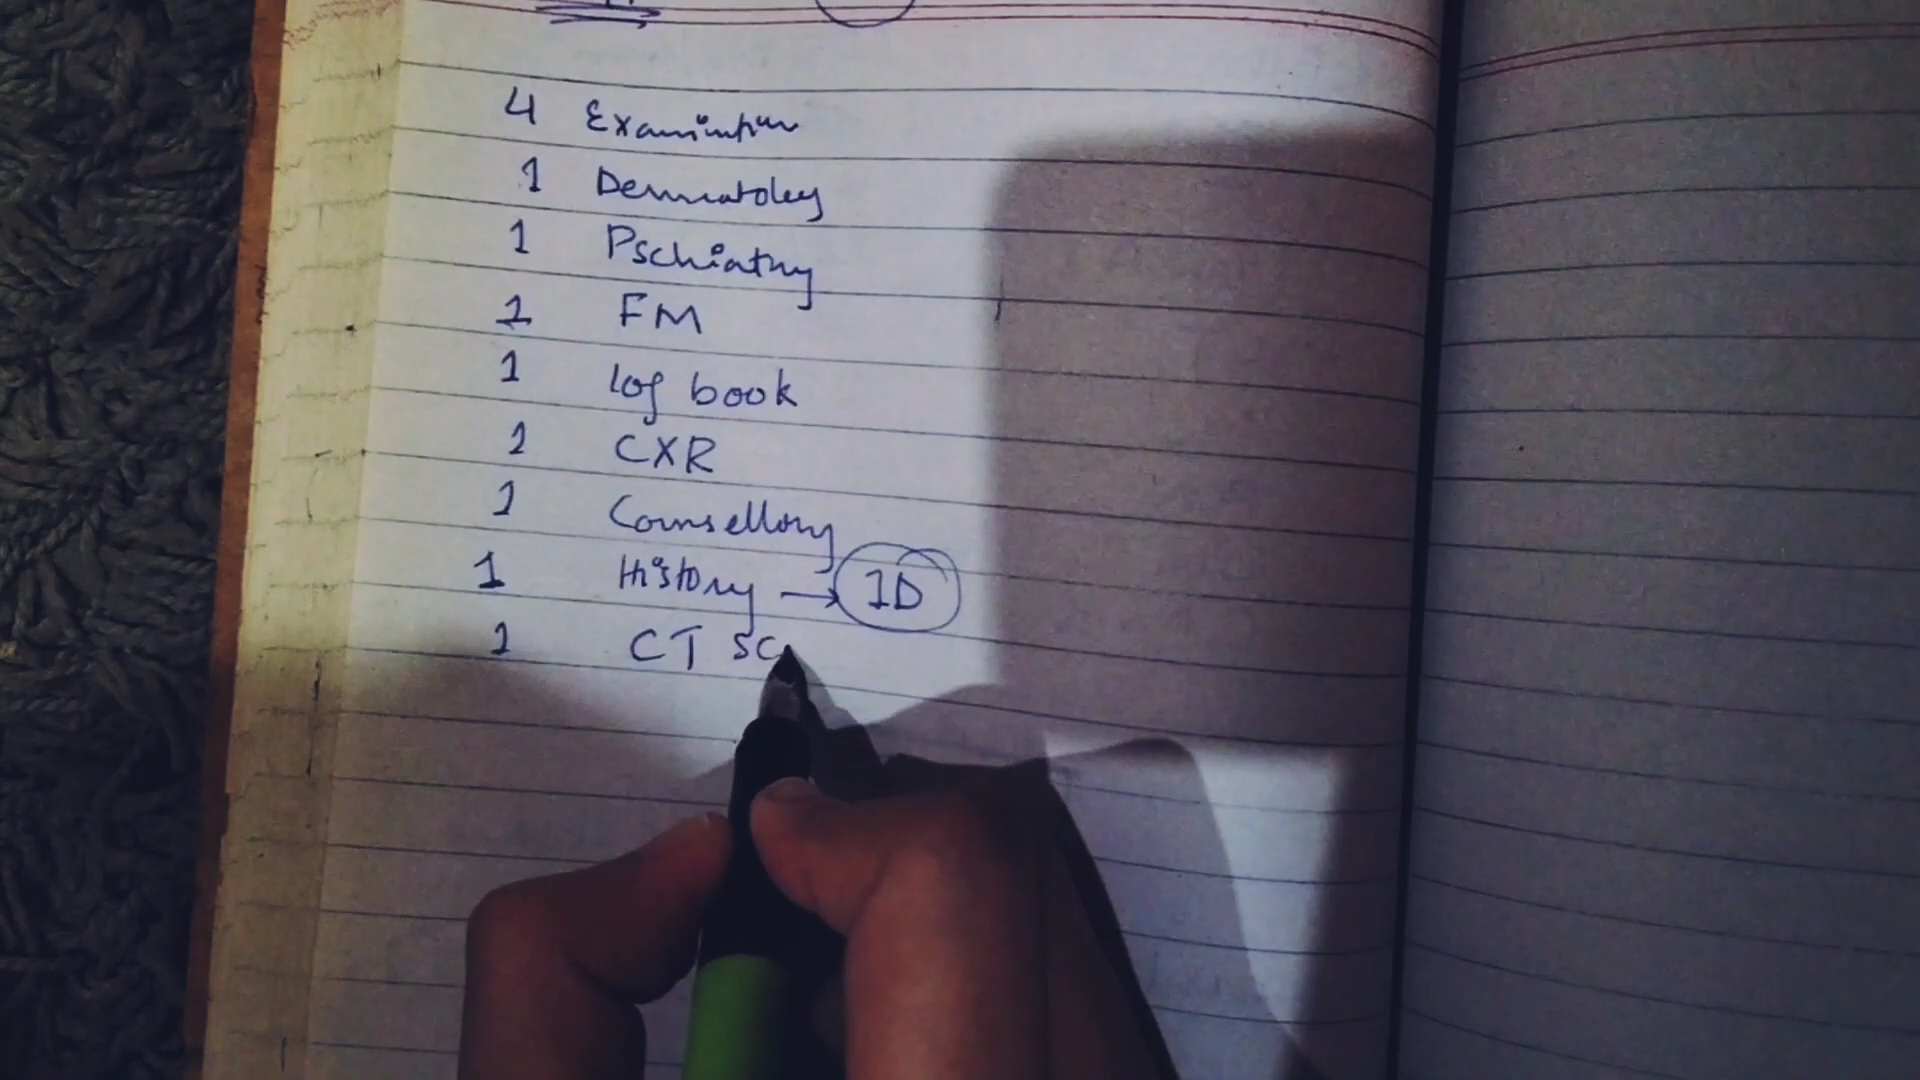 4 Examination
1 Dermatology
1 Pschiatry
1 FM
1 log book
1 CXR
1 Counselling
1 History → ID
1 CT sc